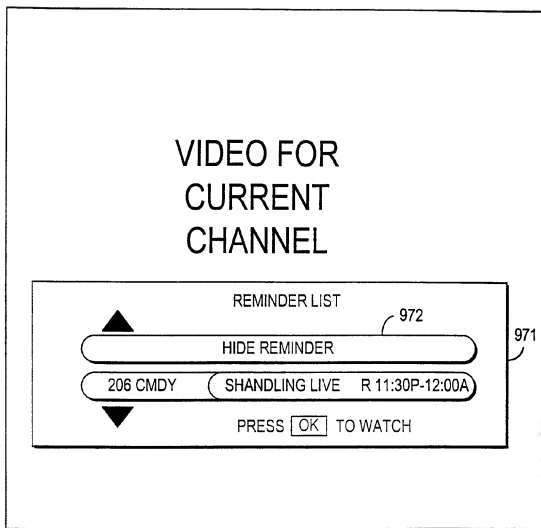 VIDEO FOR
CURRENT
CHANNEL
REMINDER LIST
972
971
HIDE REMINDER
206 CMDY SHANDLING LIVE R 11:30P-12:00A
PRESS OK TO WATCH